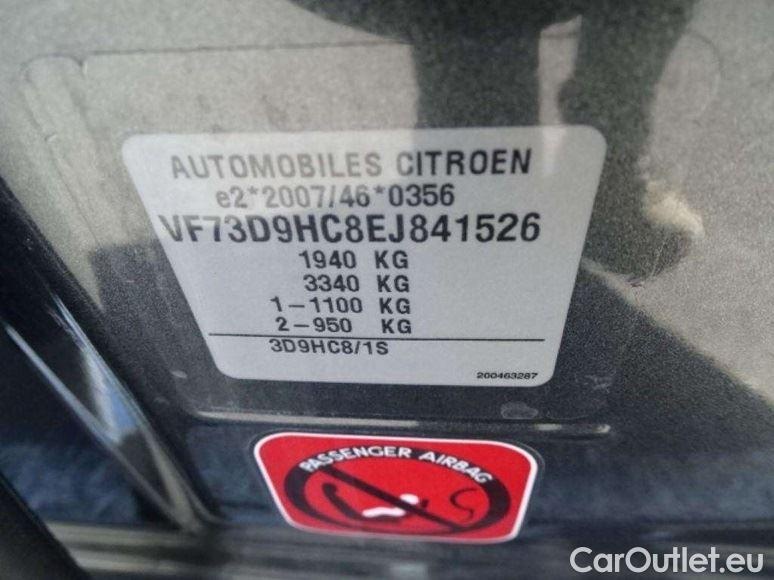 AUTOMOBILES CITROEN
e2*2007/46*0356
VF73D9HC8EJ841526
1940 KG
3340 KG
1-1100 KG
2-950 KG
3D9HC8/1S
200463287
PASSENGER AIRBAG
CarOutlet.eu